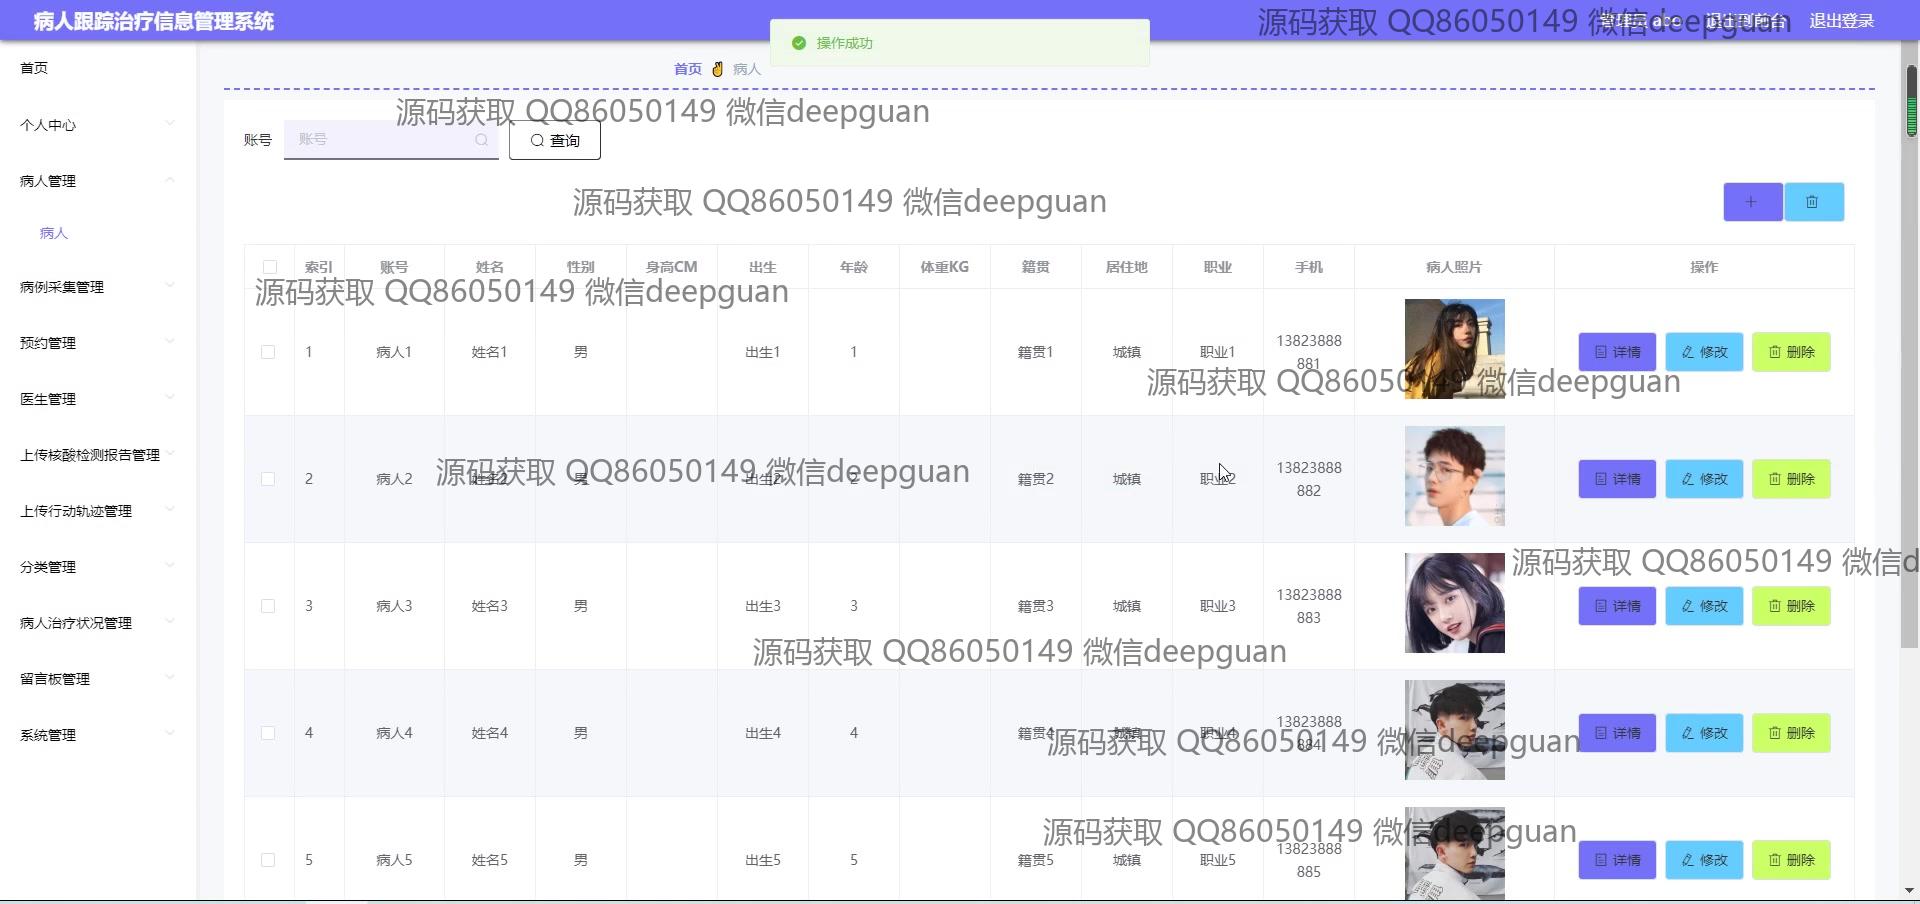 病人跟踪治疗信息管理系统
源码获取 QQ86050149 微信deepguan
退出到前台
退出登录
操作成功
首页
首页 病人
源码获取 QQ86050149 微信deepguan
个人中心
账号 账号 查询
病人管理
源码获取 QQ86050149 微信deepguan
病人
索引 账号 姓名 性别 身高CM 出生 年龄 体重KG 籍贯 居住地 职业 手机 病人照片 操作
病例采集管理
源码获取 QQ86050149 微信deepguan
预约管理
1 病人1 姓名1 男 出生1 1 籍贯1 城镇 职业1 13823888
881 详情 修改 删除
源码获取 QQ86050149 微信deepguan
医生管理
上传核酸检测报告管理
源码获取 QQ86050149 微信deepguan
2 病人2 姓名2 男 出生2 2 籍贯2 城镇 职业2 13823888
882 详情 修改 删除
上传行动轨迹管理
源码获取 QQ86050149 微信d
分类管理
3 病人3 姓名3 男 出生3 3 籍贯3 城镇 职业3 13823888
883 详情 修改 删除
病人治疗状况管理
源码获取 QQ86050149 微信deepguan
留言板管理
4 病人4 姓名4 男 出生4 4 籍贯4 城镇 职业4 13823888
884 详情 修改 删除
系统管理
源码获取 QQ86050149 微信deepguan
源码获取 QQ86050149 微信deepguan
5 病人5 姓名5 男 出生5 5 籍贯5 城镇 职业5 13823888
885 详情 修改 删除